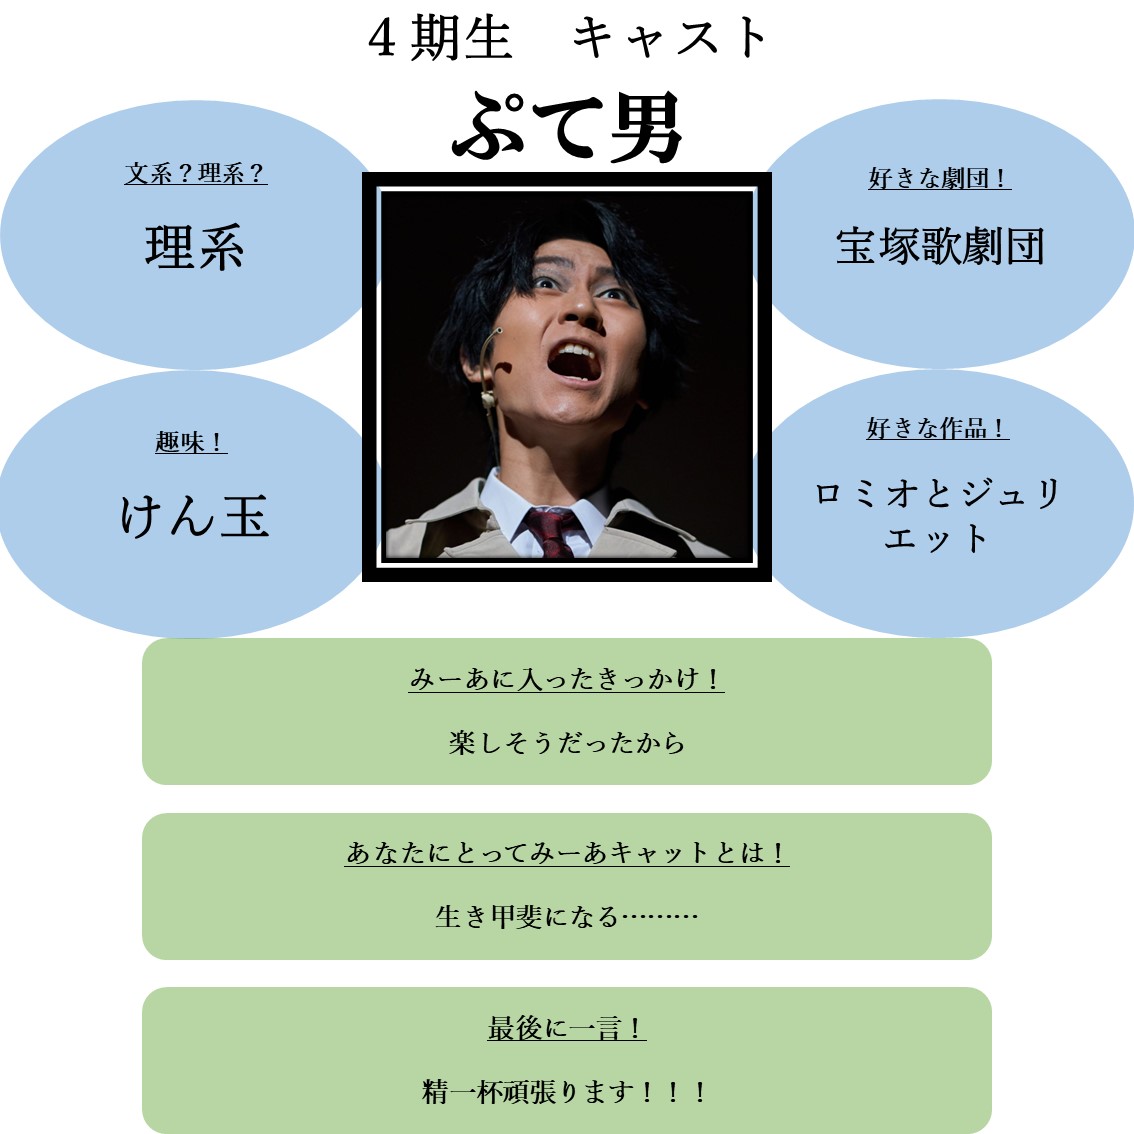 ４期生　キャスト
ぷて男
文系？理系？
理系
好きな劇団！
宝塚歌劇団
趣味！
けん玉
好きな作品！
ロミオとジュリ
エット
みーあに入ったきっかけ！
楽しそうだったから
あなたにとってみーあキャットとは！
生き甲斐になる………
最後に一言！
精一杯頑張ります！！！